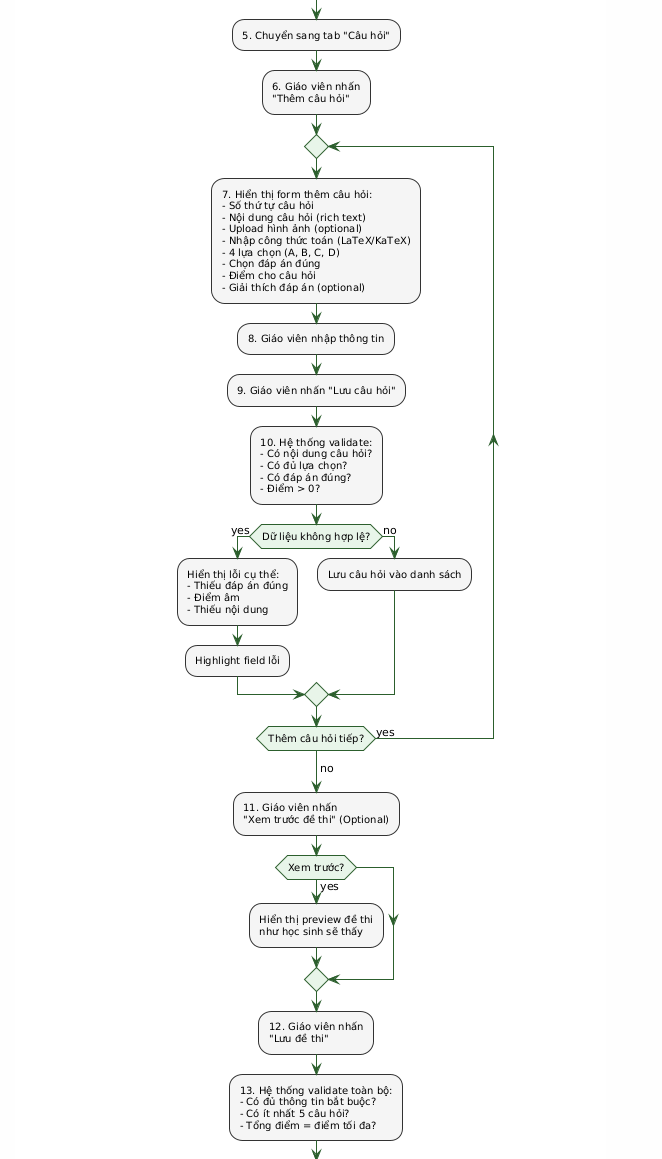 5. Chuyển sang tab "Câu hỏi"
6. Giáo viên nhấn
"Thêm câu hỏi"
7. Hiển thị form thêm câu hỏi:
- Số thứ tự câu hỏi
- Nội dung câu hỏi (rich text)
- Upload hình ảnh (optional)
- Nhập công thức toán (LaTeX/KaTeX)
- 4 lựa chọn (A, B, C, D)
- Chọn đáp án đúng
- Điểm cho câu hỏi
- Giải thích đáp án (optional)
8. Giáo viên nhập thông tin
9. Giáo viên nhấn "Lưu câu hỏi"
10. Hệ thống validate:
- Có nội dung câu hỏi?
- Có đủ lựa chọn?
- Có đáp án đúng?
- Điểm > 0?
yes
Dữ liệu không hợp lệ?
no
Hiển thị lỗi cụ thể:
- Thiếu đáp án đúng
- Điểm âm
- Thiếu nội dung
Lưu câu hỏi vào danh sách
Highlight field lỗi
Thêm câu hỏi tiếp?
yes
no
11. Giáo viên nhấn
"Xem trước đề thi" (Optional)
Xem trước?
yes
Hiển thị preview đề thi
như học sinh sẽ thấy
12. Giáo viên nhấn
"Lưu đề thi"
13. Hệ thống validate toàn bộ:
- Có đủ thông tin bắt buộc?
- Có ít nhất 5 câu hỏi?
- Tổng điểm = điểm tối đa?